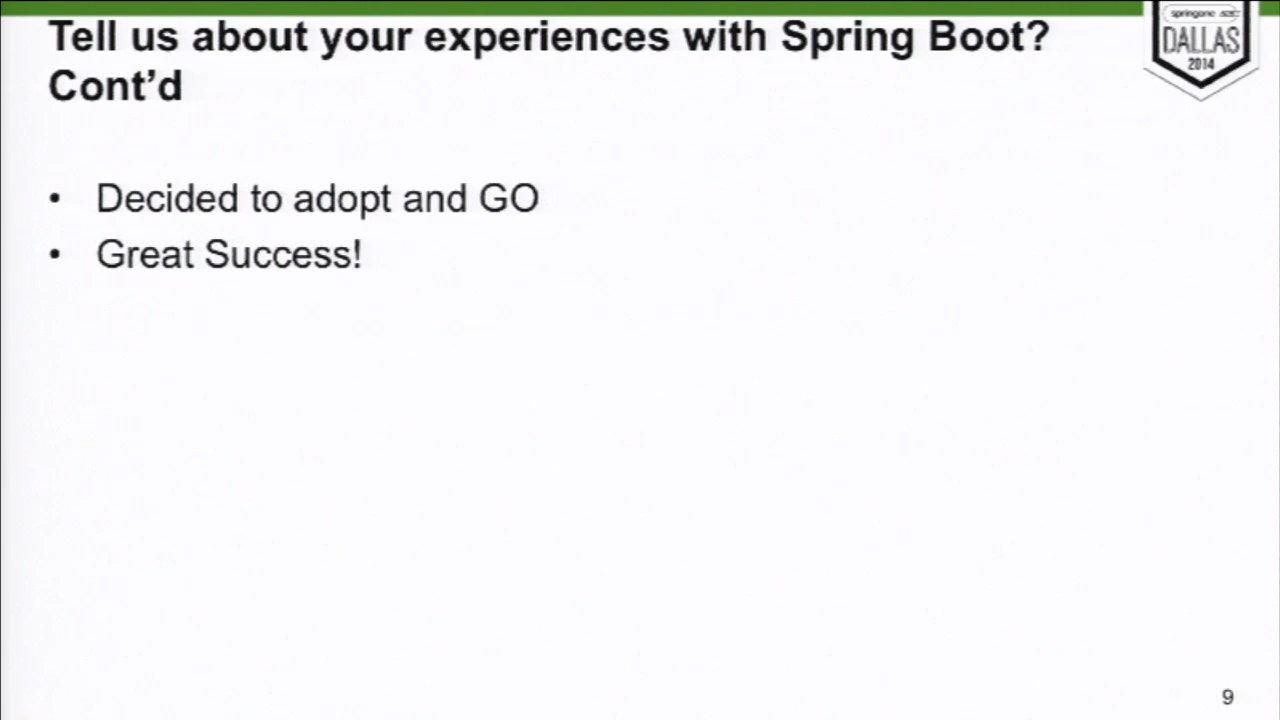 Tell us about your experiences with Spring Boot?
Cont’d
springone
DALLAS
2014
• Decided to adopt and GO
• Great Success!
9